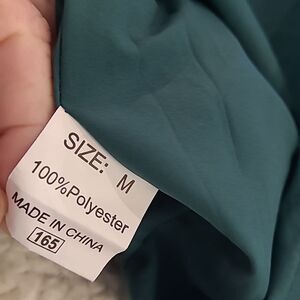 SIZE: M
100%Polyester
MADE IN CHINA
165